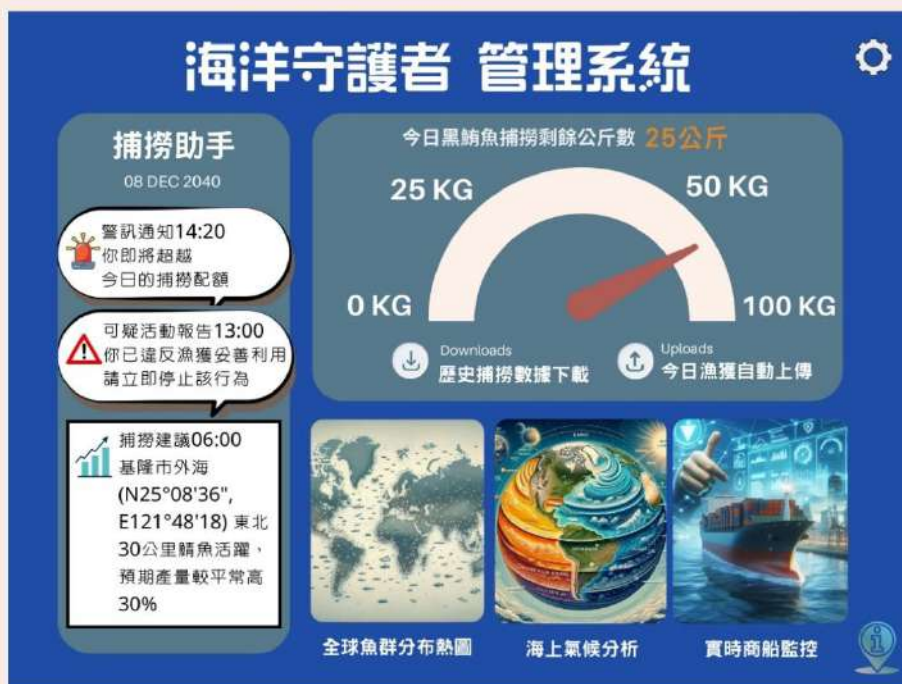 海洋守護者 管理系統
捕撈助手
08 DEC 2040
警訊通知14:20
你即將超越
今日的捕撈配額
可疑活動報告13:00
你已違反漁獲妥善利用
請立即停止該行為
捕撈建議06:00
基隆市外海
(N25°08'36",
E121°48'18) 東北
30公里鯖魚活躍，
預期產量較平常高
30%
今日黑鮪魚捕撈剩餘公斤數 25公斤
25 KG
50 KG
0 KG
100 KG
Downloads
歷史捕撈數據下載
Uploads
今日漁獲自動上傳
全球魚群分布熱圖
海上氣候分析
實時商船監控